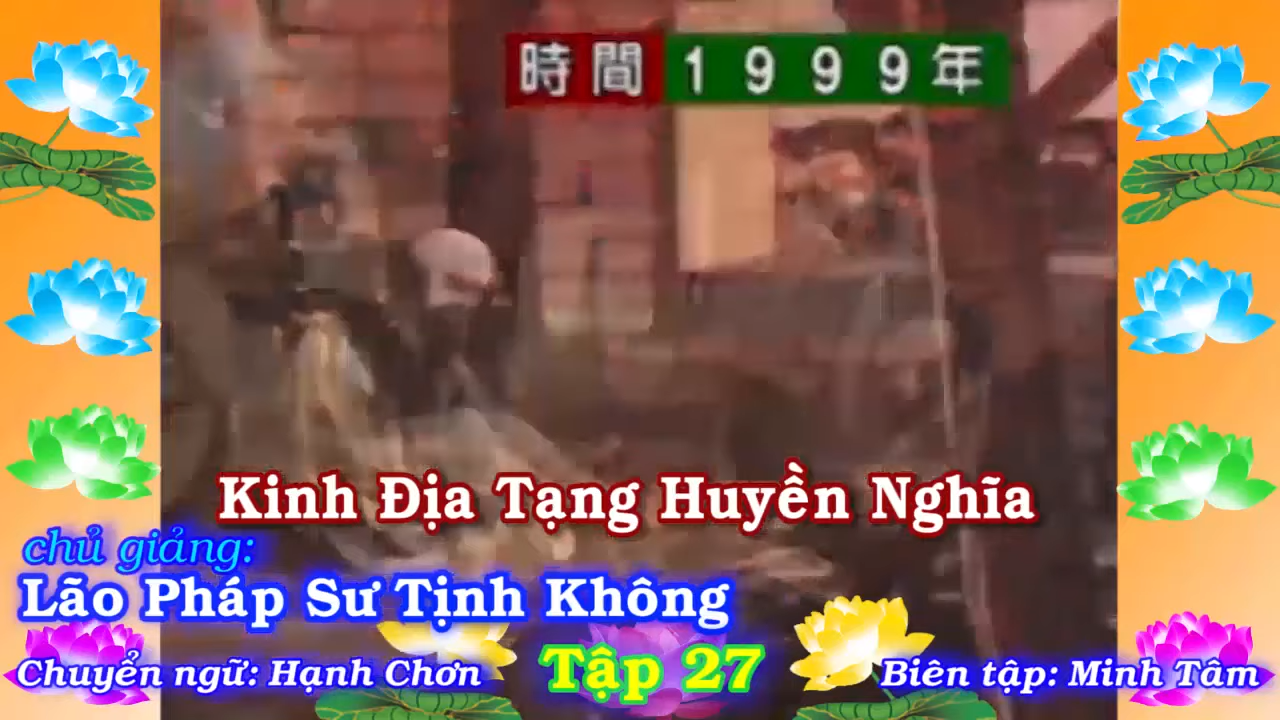 時間 1999年
Kinh Địa Tạng Huyền Nghĩa
chủ giảng:
Lão Pháp Sư Tịnh Không
Chuyển ngữ: Hạnh Chơn
Tập 27
Biên tập: Minh Tâm